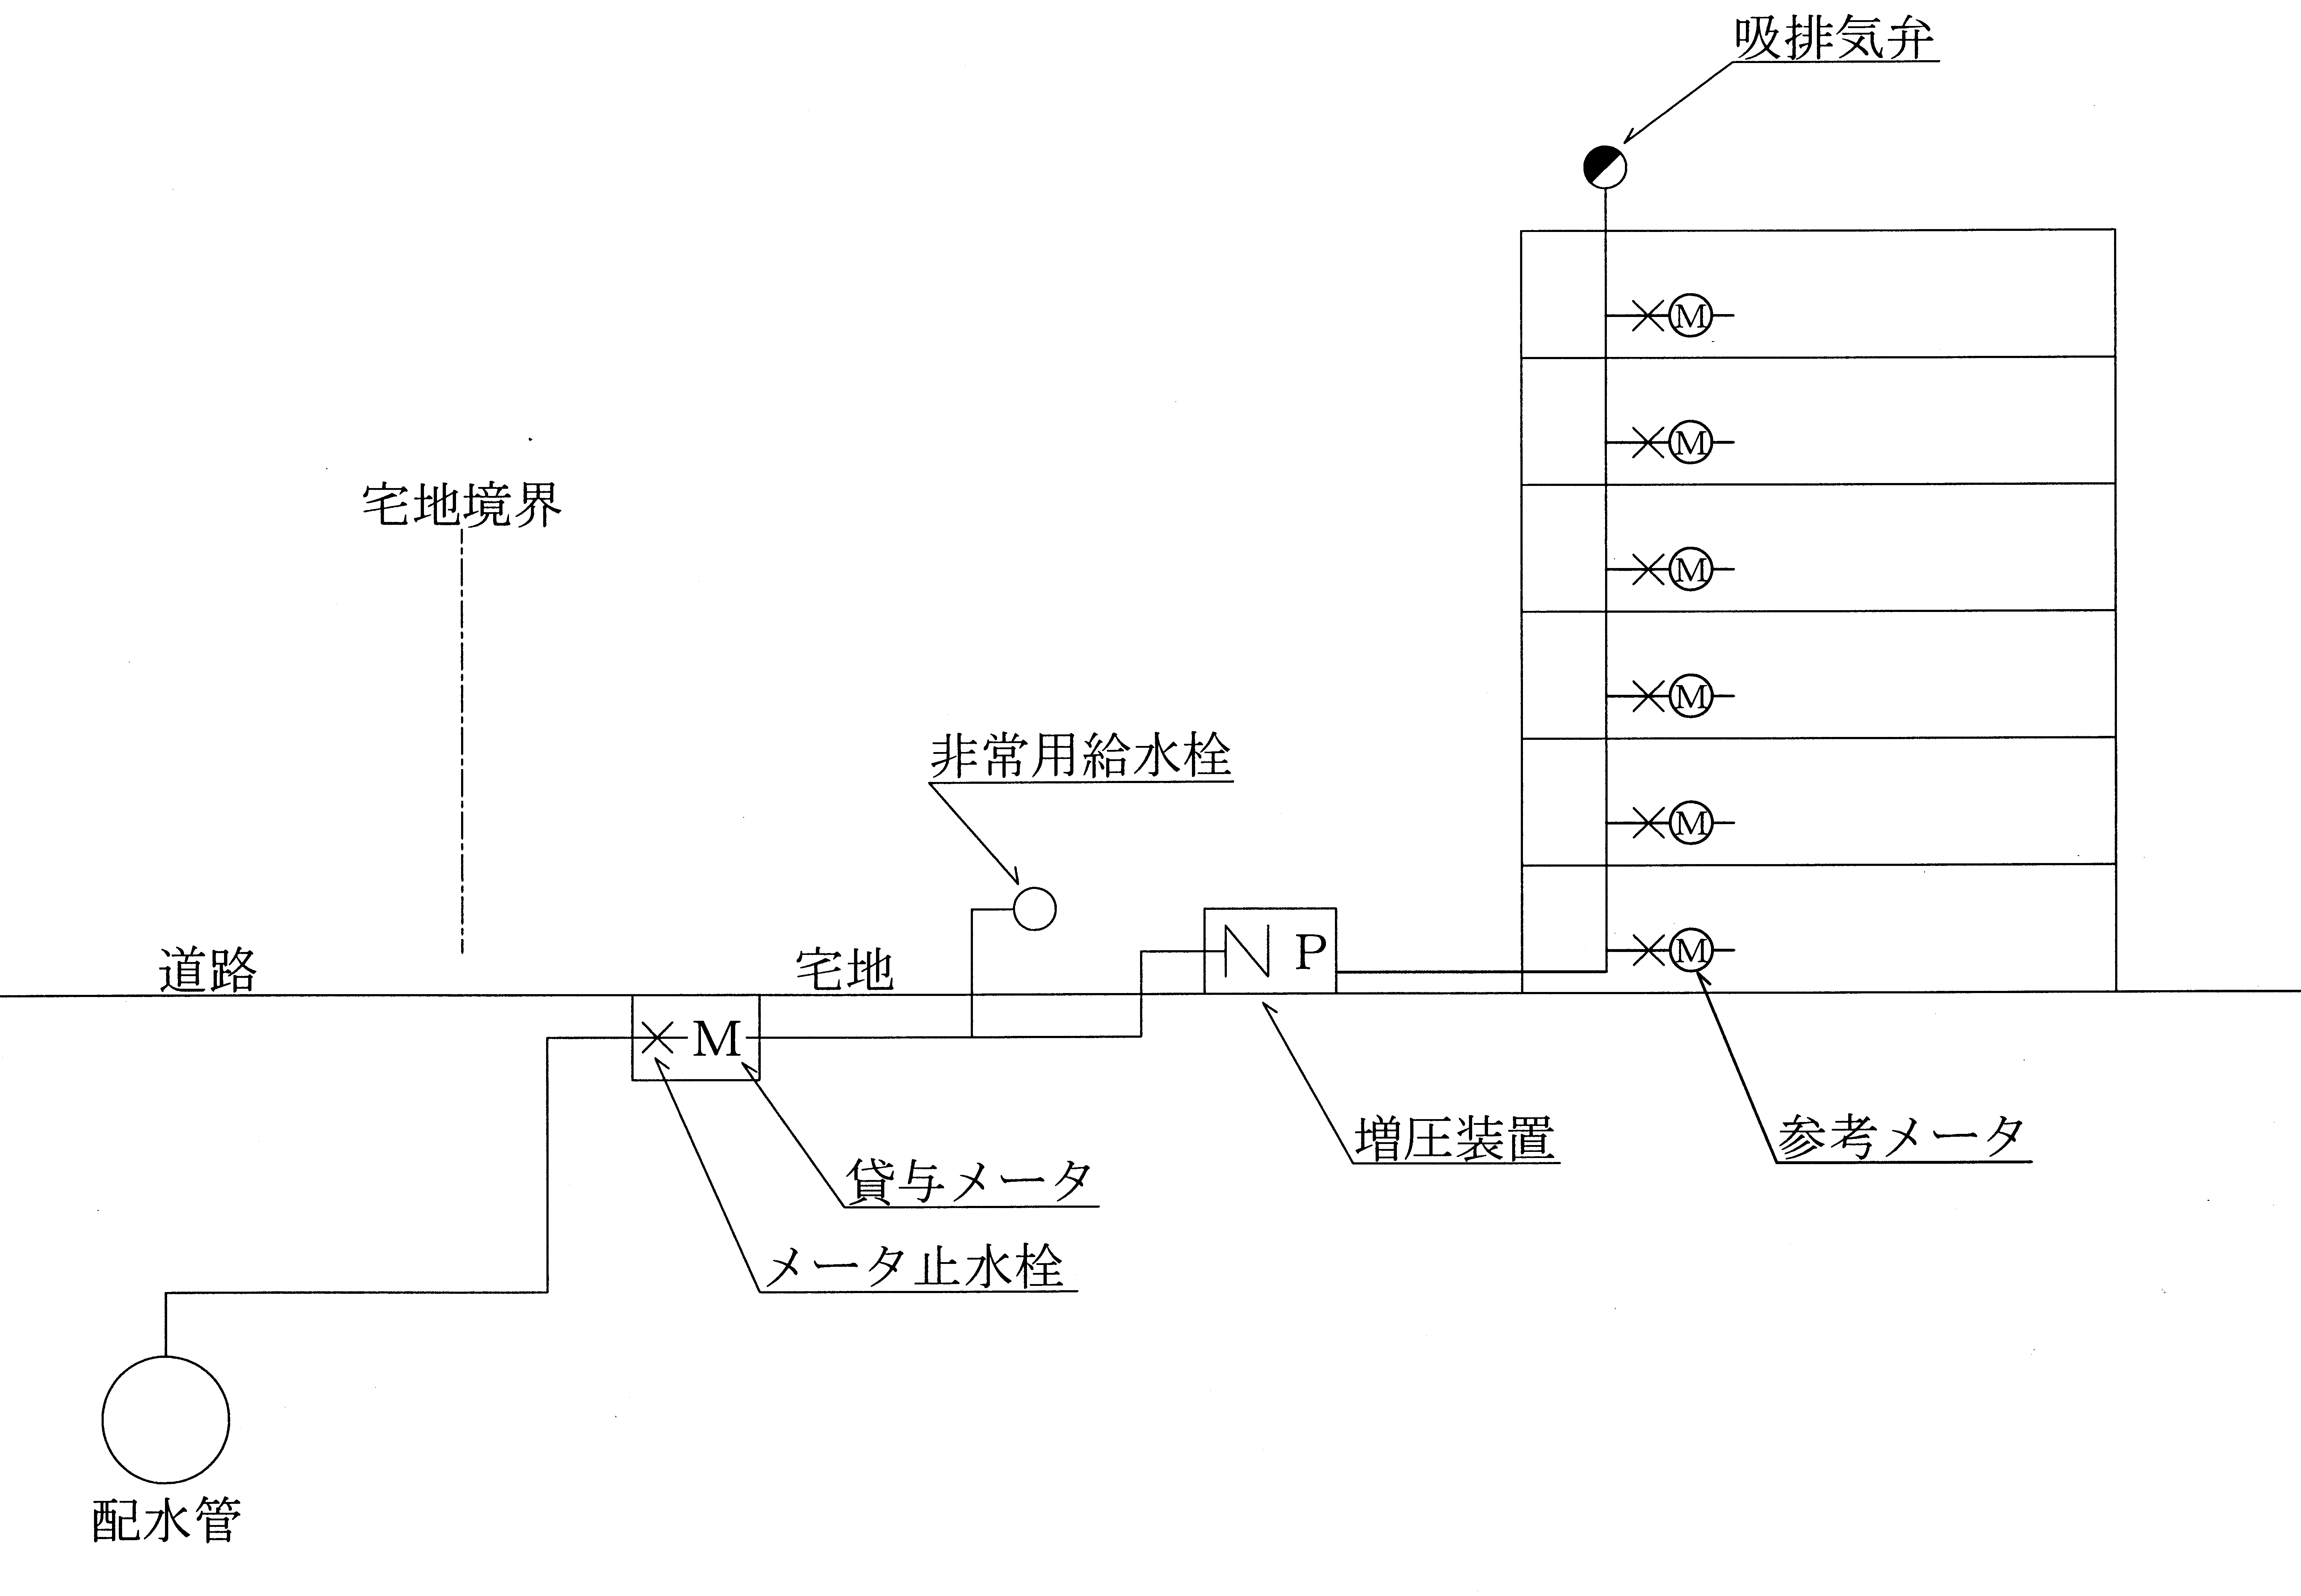 吸排気弁
M
M
宅地境界
M
M
非常用給水栓
M
道路
宅地
P
M
M
増圧装置
参考メータ
貸与メータ
メータ止水栓
配水管